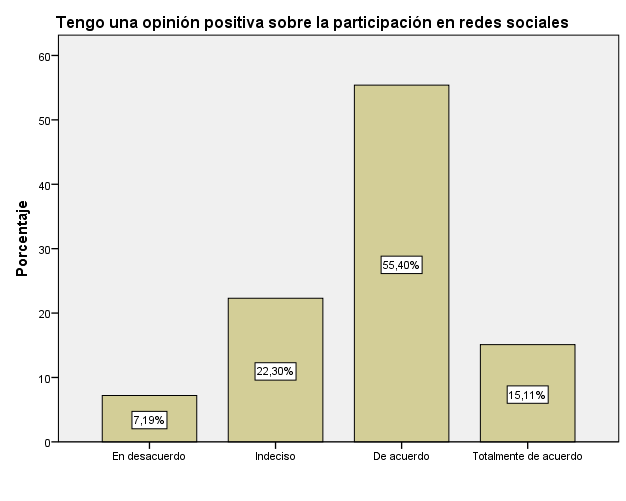 Tengo una opinión positiva sobre la participación en redes sociales
Porcentaje
60
50
40
30
20
10
0
7,19%
22,30%
55,40%
15,11%
En desacuerdo
Indeciso
De acuerdo
Totalmente de acuerdo